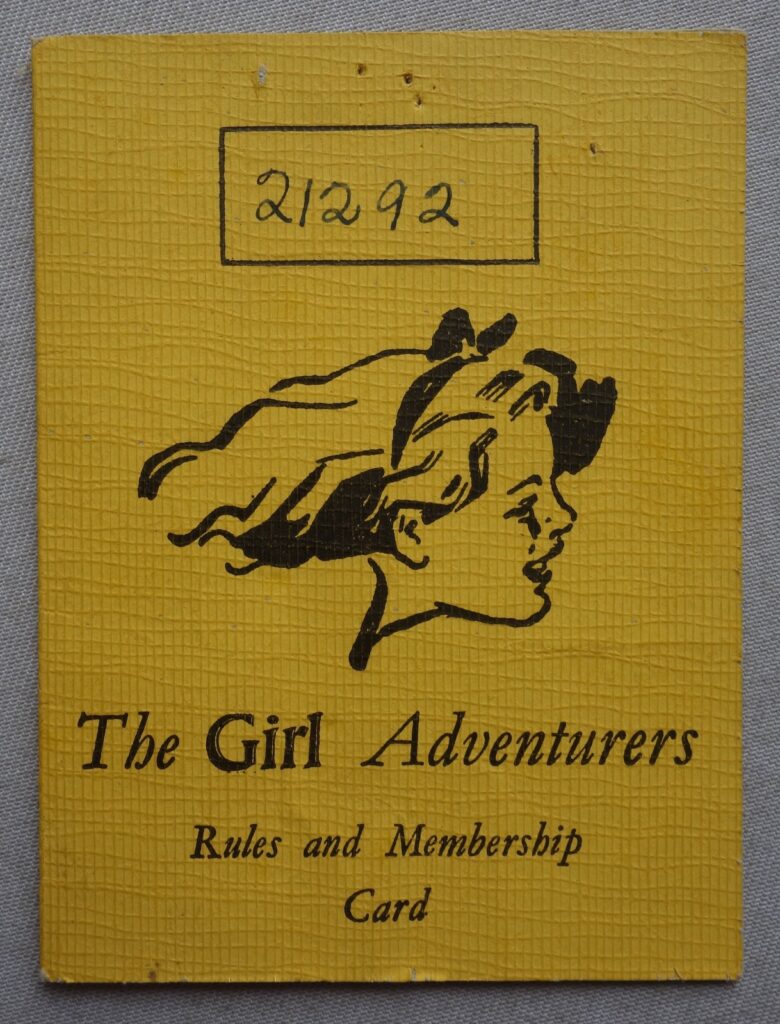 21292
The Girl Adventurers
Rules and Membership
Card